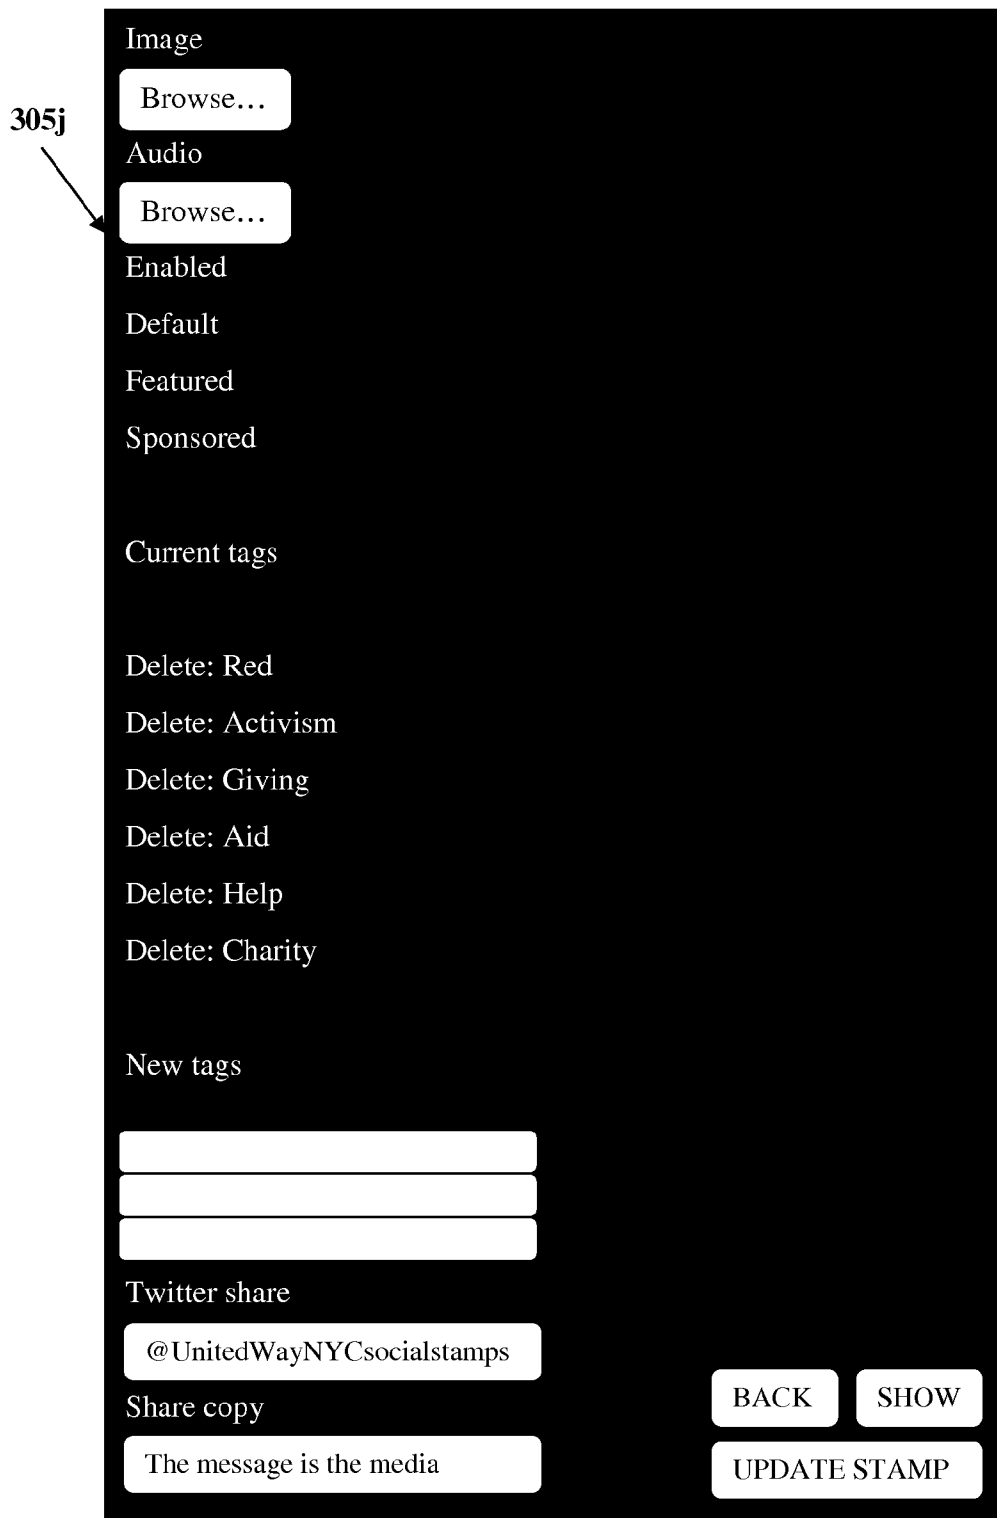 Image
Browse...
305j
Audio
Browse...
Enabled
Default
Featured
Sponsored
Current tags
Delete: Red
Delete: Activism
Delete: Giving
Delete: Aid
Delete: Help
Delete: Charity
New tags
Twitter share
@UnitedWayNYCsocialstamps
Share copy
The message is the media
BACK
SHOW
UPDATE STAMP